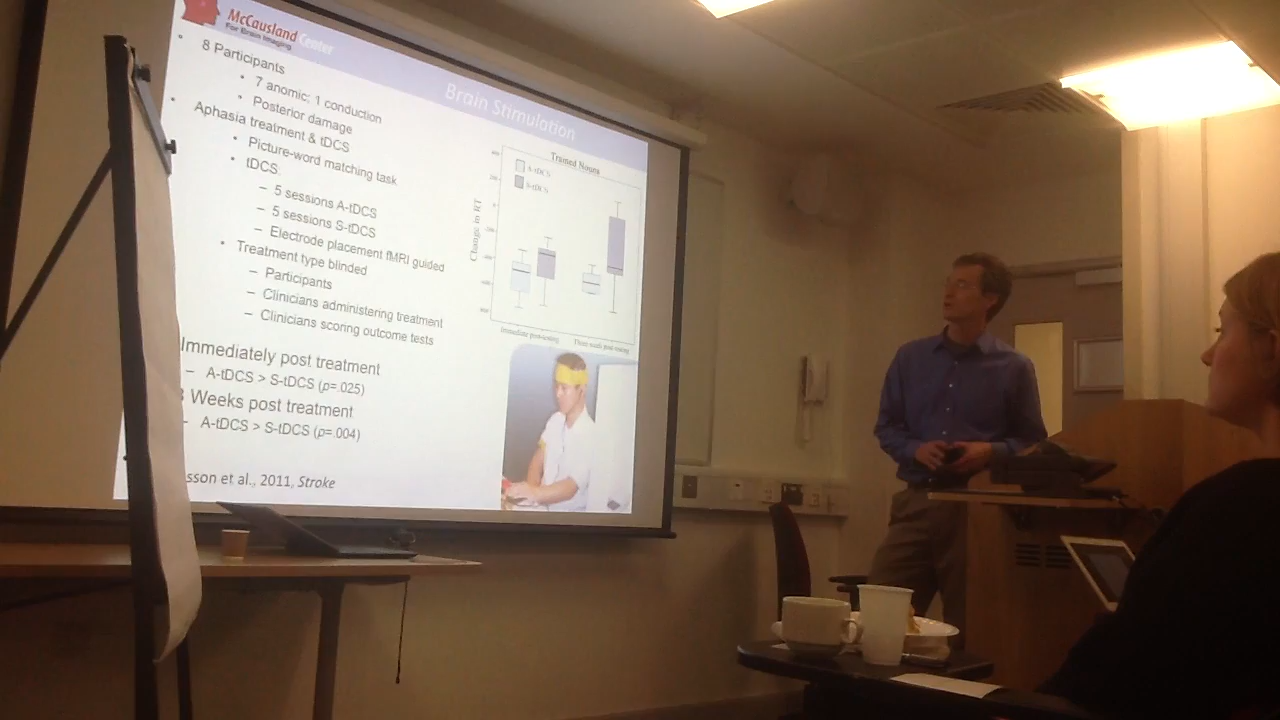 McCausland Center
For Brain Imaging
Brain Stimulation
• 8 Participants
• 7 anomic; 1 conduction
• Posterior damage
• Aphasia treatment & tDCS
• Picture-word matching task
• tDCS
– 5 sessions A-tDCS
– 5 sessions S-tDCS
– Electrode placement fMRI guided
• Treatment type blinded
– Participants
– Clinicians administering treatment
– Clinicians scoring outcome tests
Immediately post treatment
– A-tDCS > S-tDCS (p=.025)
Weeks post treatment
– A-tDCS > S-tDCS (p=.004)
sson et al., 2011, Stroke
Trained Nouns
A-tDCS
S-tDCS
Change in RT
Immediate post-testing
Three weeks post-testing